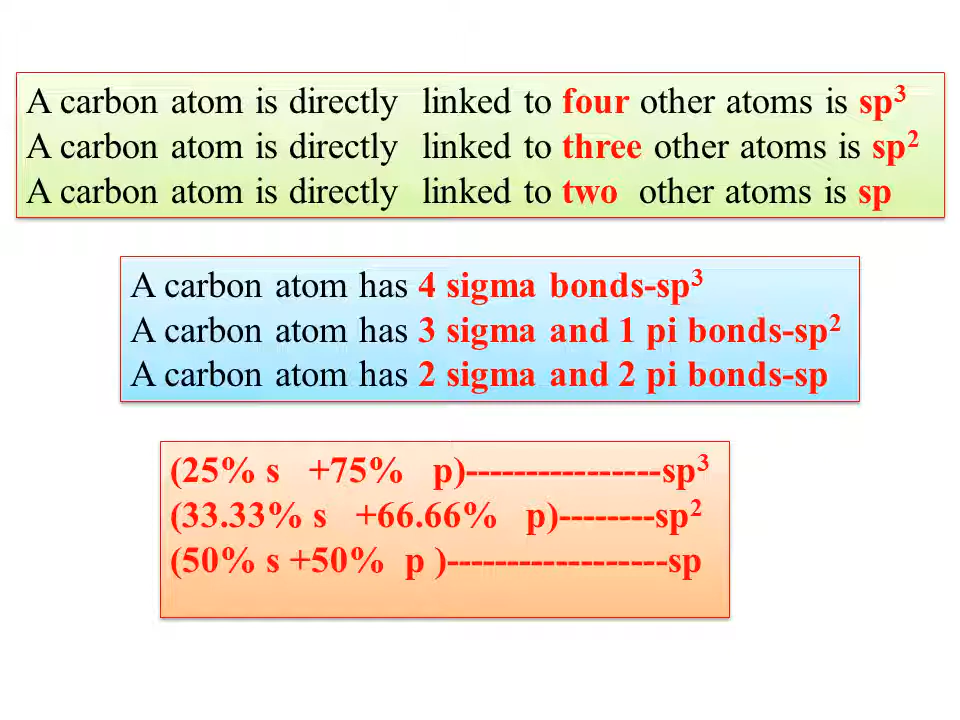 A carbon atom is directly linked to four other atoms is sp³
A carbon atom is directly linked to three other atoms is sp²
A carbon atom is directly linked to two other atoms is sp
A carbon atom has 4 sigma bonds-sp³
A carbon atom has 3 sigma and 1 pi bonds-sp²
A carbon atom has 2 sigma and 2 pi bonds-sp
(25% s +75% p)----------------sp³
(33.33% s +66.66% p)--------sp²
(50% s +50% p )------------------sp